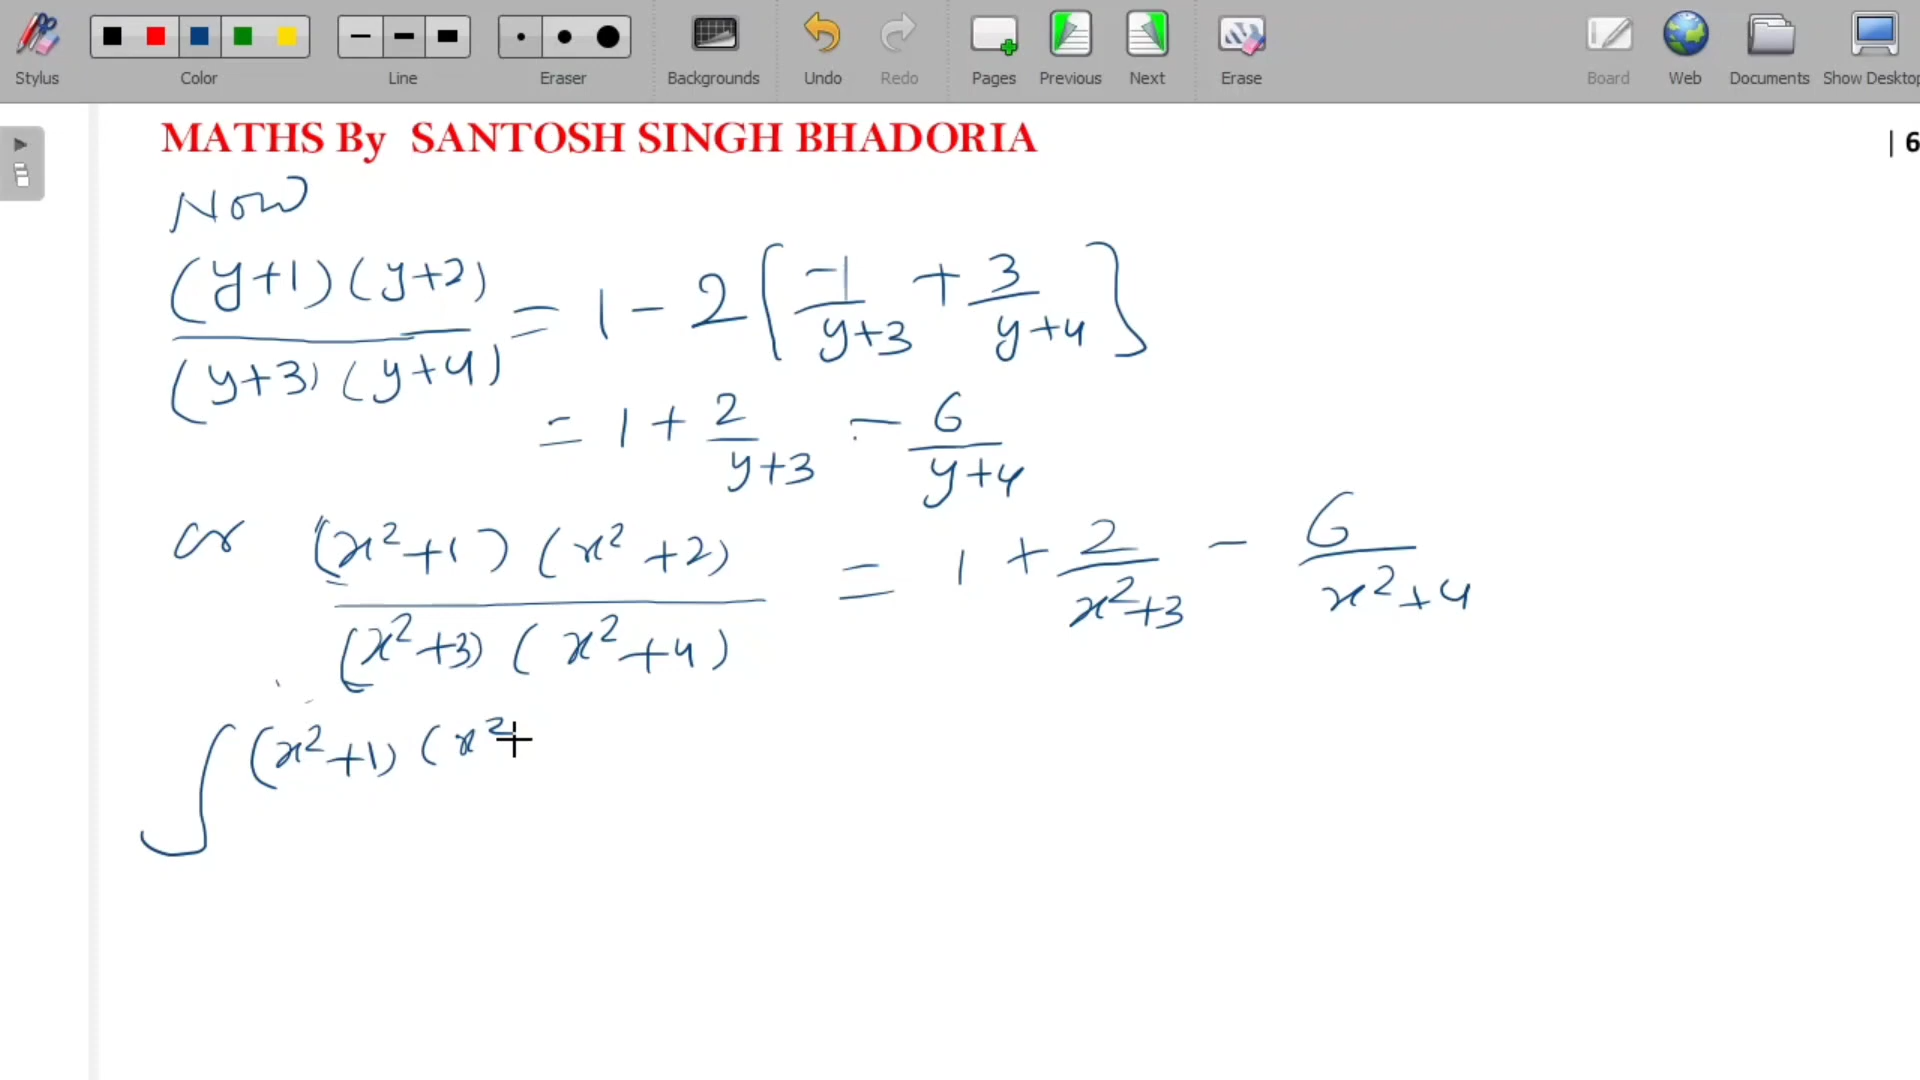 Stylus Color Line Eraser Backgrounds Undo Redo Pages Previous Next Erase Board Web Documents Show Desktop
MATHS By SANTOSH SINGH BHADORIA | 6
Now
(y+1)(y+2) / (y+3)(y+4) = 1 - 2 [ -1/(y+3) + 3/(y+4) ]
= 1 + 2/(y+3) - 6/(y+4)
or (x²+1)(x²+2) / (x²+3)(x²+4) = 1 + 2/(x²+3) - 6/(x²+4)
∫ (x²+1)(x²+